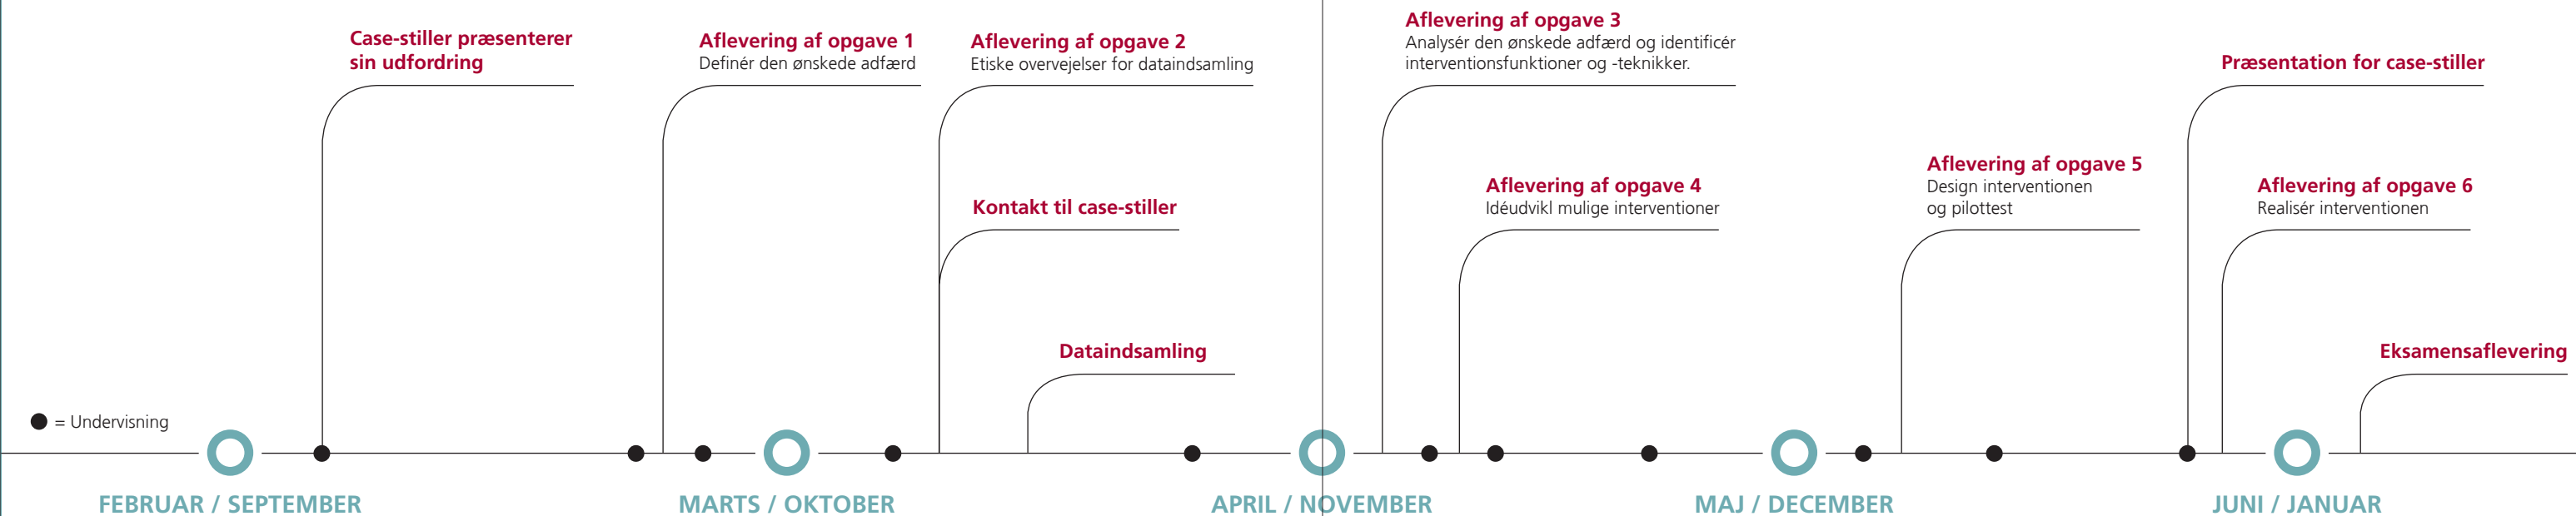 Case-stiller præsenterer
sin udfordring
Aflevering af opgave 1
Definér den ønskede adfærd
Aflevering af opgave 2
Etiske overvejelser for dataindsamling
Kontakt til case-stiller
Dataindsamling
Aflevering af opgave 3
Analysér den ønskede adfærd og identificér
interventionsfunktioner og -teknikker.
Aflevering af opgave 4
Idéudvikl mulige interventioner
Aflevering af opgave 5
Design interventionen
og pilottest
Præsentation for case-stiller
Aflevering af opgave 6
Realisér interventionen
Eksamensaflevering
= Undervisning
FEBRUAR / SEPTEMBER
MARTS / OKTOBER
APRIL / NOVEMBER
MAJ / DECEMBER
JUNI / JANUAR